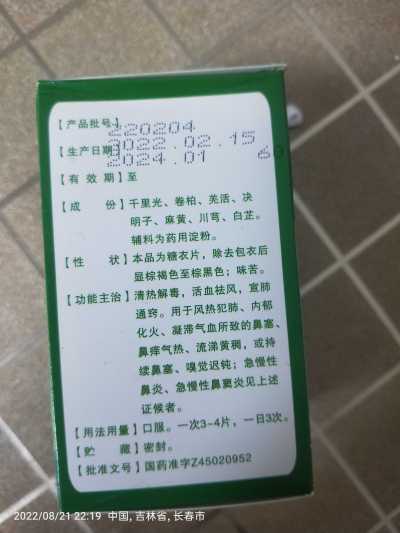 【产品批号】220204
【生产日期】2022.02.15
【有 效 期】至2024.01
【成　　份】千里光、卷柏、羌活、决
明子、麻黄、川芎、白芷。
辅料为药用淀粉。
【性　　状】本品为糖衣片，除去包衣后
显棕褐色至棕黑色；味苦。
【功能主治】清热解毒，活血祛风，宣肺
通窍。用于风热犯肺、内郁
化火、凝滞气血所致的鼻塞、
鼻痒气热、流涕黄稠，或持
续鼻塞、嗅觉迟钝；急慢性
鼻炎、急慢性鼻窦炎见上述
证候者。
【用法用量】口服。一次3-4片，一日3次。
【贮　　藏】密封。
【批准文号】国药准字Z45020952
2022/08/21 22:19 中国,吉林省,长春市